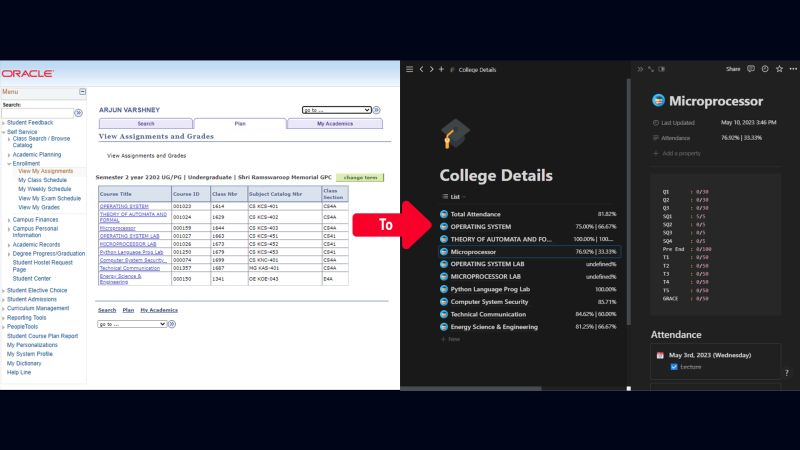 ORACLE
Menu
Search:
Student Feedback
Self Service
Class Search / Browse
Catalog
Academic Planning
Enrollment
View My Assignments
My Class Schedule
My Weekly Schedule
View My Exam Schedule
View My Grades
Campus Finances
Campus Personal
Information
Academic Records
Degree Progress/Graduation
Student Hostel Request
Page
Student Center
Student Elective Choice
Student Admissions
Curriculum Management
Reporting Tools
PeopleTools
Student Course Plan Report
My Personalizations
My System Profile
My Dictionary
Help Line
ARJUN VARSHNEY
go to ...
Search Plan My Academics
View Assignments and Grades
View Assignments and Grades
Semester 2 year 2202 UG/PG | Undergraduate | Shri Ramswaroop Memorial GPC change term
Course Title Course ID Class Nbr Subject Catalog Nbr Class Section
OPERATING SYSTEM 001023 1614 CS KCS-401 CS4A
THEORY OF AUTOMATA AND FORMAL 001024 1629 CS KCS-402 CS4A
Microprocessor 000159 1644 CS KCS-403 CS4A
OPERATING SYSTEM LAB 001027 1663 CS KCS-451 CS41
MICROPROCESSOR LAB 001026 1673 CS KCS-452 CS41
Python Language Prog Lab 001250 1679 CS KCS-453 CS41
Computer System Security 000074 1699 CS KNC-401 CS4A
Technical Communication 001357 1687 MG KAS-401 CS4A
Energy Science & Engineering 000150 1341 OE KOE-043 E4A
Search Plan My Academics
go to ...
To
College Details
College Details
List
Total Attendance 81.82%
OPERATING SYSTEM 75.00% | 66.67%
THEORY OF AUTOMATA AND FO... 100.00% | 100...
Microprocessor 76.92% | 33.33%
OPERATING SYSTEM LAB undefined%
MICROPROCESSOR LAB undefined%
Python Language Prog Lab 100.00%
Computer System Security 85.71%
Technical Communication 84.62% | 60.00%
Energy Science & Engineering 81.25% | 66.67%
+ New
Share
Microprocessor
Last Updated May 10, 2023 3:46 PM
Attendance 76.92% | 33.33%
+ Add a property
Q1 : 0/30
Q2 : 0/30
Q3 : 0/30
SQ1 : 5/5
SQ2 : 0/5
SQ3 : 0/5
SQ4 : 0/5
Pre End : 0/15
T1 : 0/50
T2 : 0/50
T3 : 0/50
T4 : 0/50
T5 : 0/50
GRACE : 0/50
Attendance
May 3rd, 2023 (Wednesday)
Lecture
?